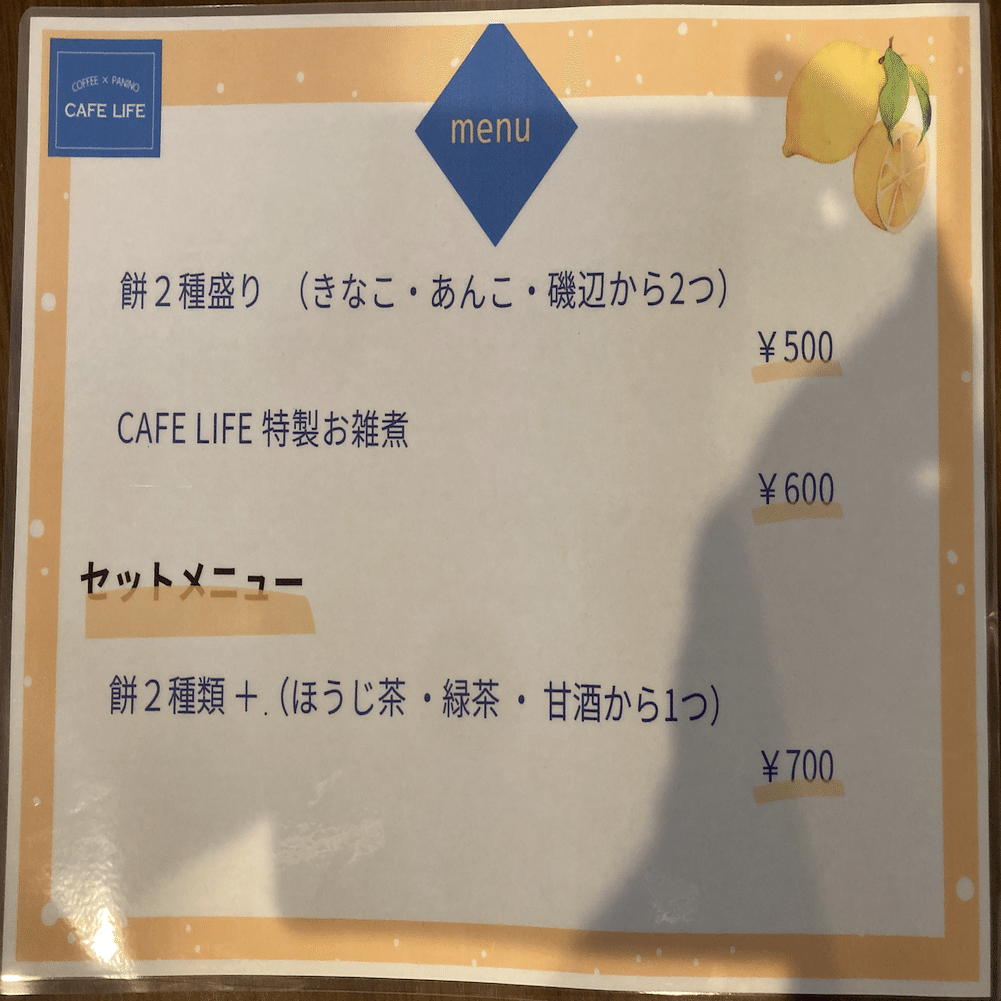 COFFEE × PANINO
CAFE LIFE
menu
餅２種盛り　（きなこ・あんこ・磯辺から2つ）
￥500
CAFE LIFE 特製お雑煮
￥600
セットメニュー
餅２種類＋.（ほうじ茶 ・緑茶 ・ 甘酒から1つ）
￥700